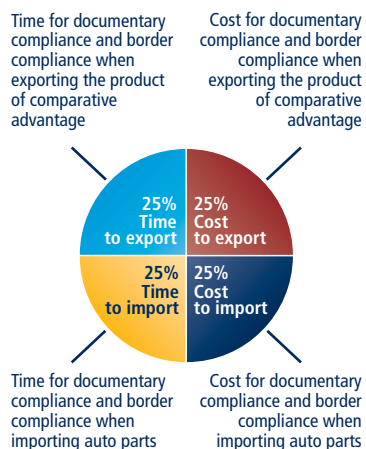 Time for documentary
compliance and border
compliance when
exporting the product
of comparative
advantage
Cost for documentary
compliance and border
compliance when
exporting the product
of comparative
advantage
25%
Time
to export
25%
Cost
to export
25%
Time
to import
25%
Cost
to import
Time for documentary
compliance and border
compliance when
importing auto parts
Cost for documentary
compliance and border
compliance when
importing auto parts